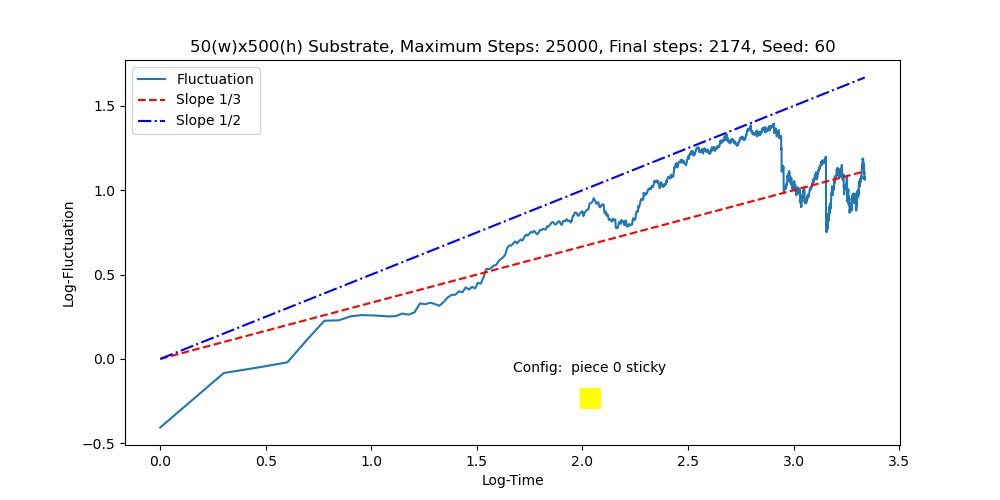 50(w)x500(h) Substrate, Maximum Steps: 25000, Final steps: 2174, Seed: 60
Fluctuation
Slope 1/3
Slope 1/2
1.5
1.0
0.5
0.0
−0.5
Log-Fluctuation
Config:  piece 0 sticky
0.0 0.5 1.0 1.5 2.0 2.5 3.0 3.5
Log-Time